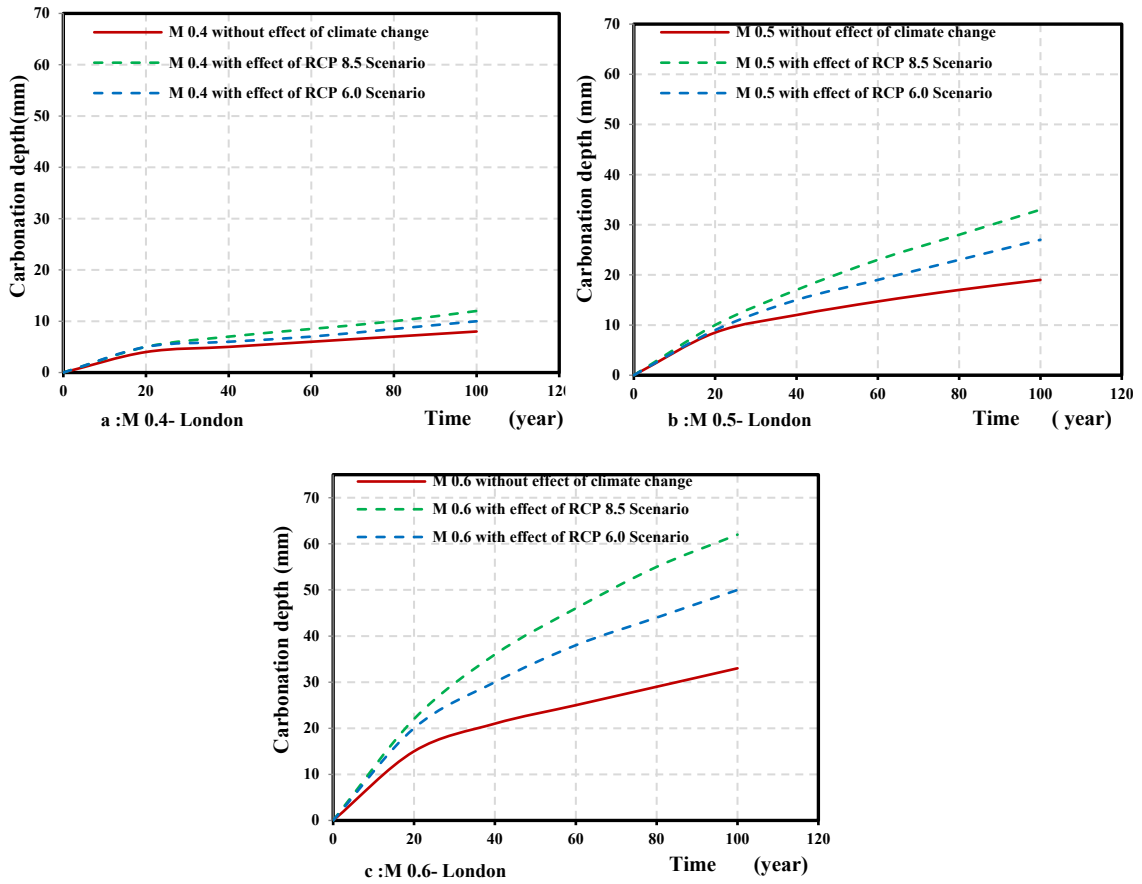 70
60
50
40
30
20
10
0
Carbonation depth(mm)
M 0.4 without effect of climate change
M 0.4 with effect of RCP 8.5 Scenario
M 0.4 with effect of RCP 6.0 Scenario
0 20 40 60 80 100 120
a :M 0.4- London Time (year)
70
60
50
40
30
20
10
0
Carbonation depth (mm)
M 0.5 without effect of climate change
M 0.5 with effect of RCP 8.5 Scenario
M 0.5 with effect of RCP 6.0 Scenario
0 20 40 60 80 100 120
b :M 0.5- London Time ( year)
70
60
50
40
30
20
10
0
Carbonation depth (mm)
M 0.6 without effect of climate change
M 0.6 with effect of RCP 8.5 Scenario
M 0.6 with effect of RCP 6.0 Scenario
0 20 40 60 80 100 120
c :M 0.6- London Time (year)